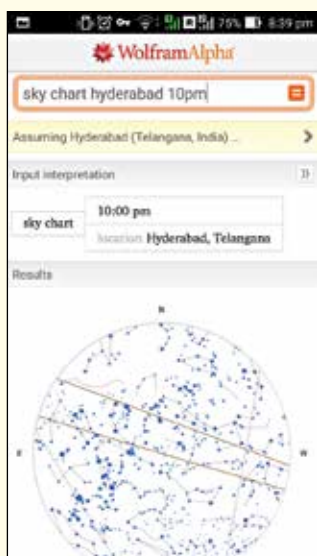 75% 8:39 pm
WolframAlpha
sky chart hyderabad 10pm
Assuming Hyderabad (Telangana, India) ...
Input interpretation
sky chart
10:00 pm
location Hyderabad, Telangana
Results
N
E
W